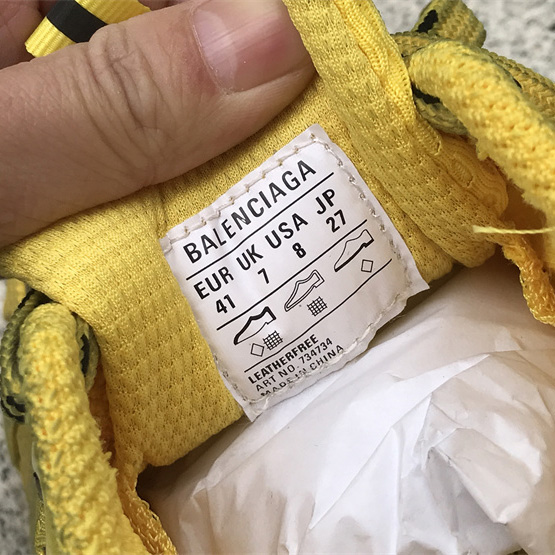 BALENCIAGA
EUR UK USA JP
41 7 8 27
LEATHERFREE
ART NO. 734734
MADE IN CHINA